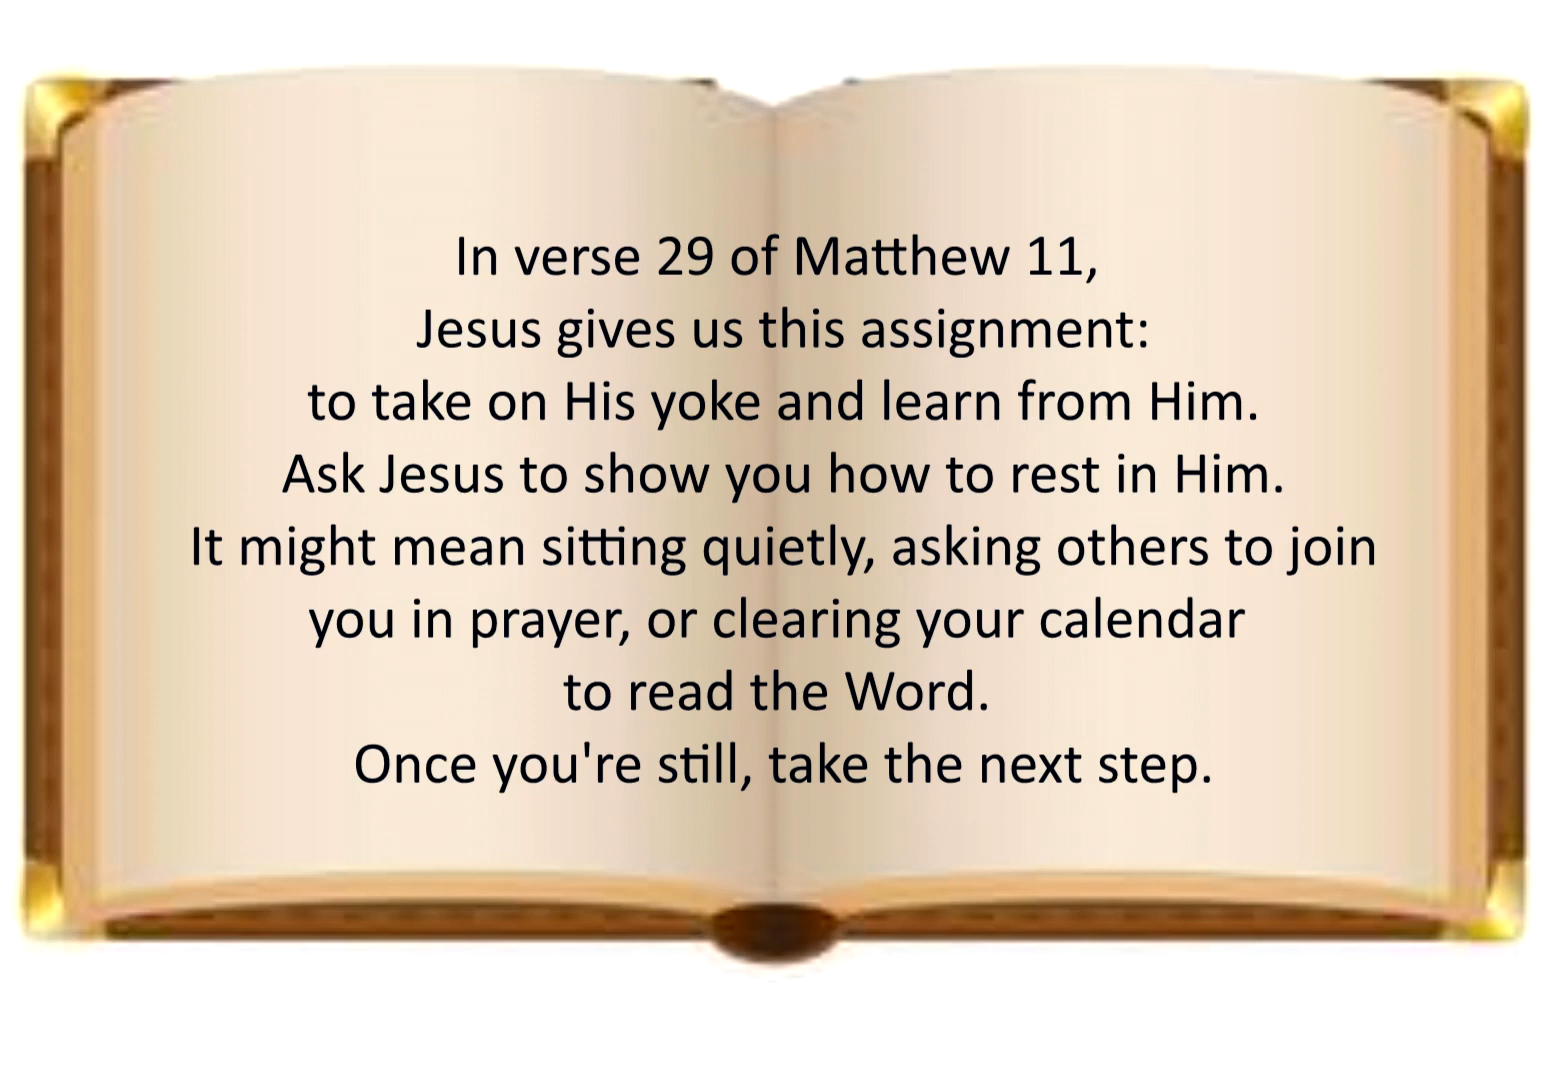 In verse 29 of Matthew 11,
Jesus gives us this assignment:
to take on His yoke and learn from Him.
Ask Jesus to show you how to rest in Him.
It might mean sitting quietly, asking others to join
you in prayer, or clearing your calendar
to read the Word.
Once you're still, take the next step.